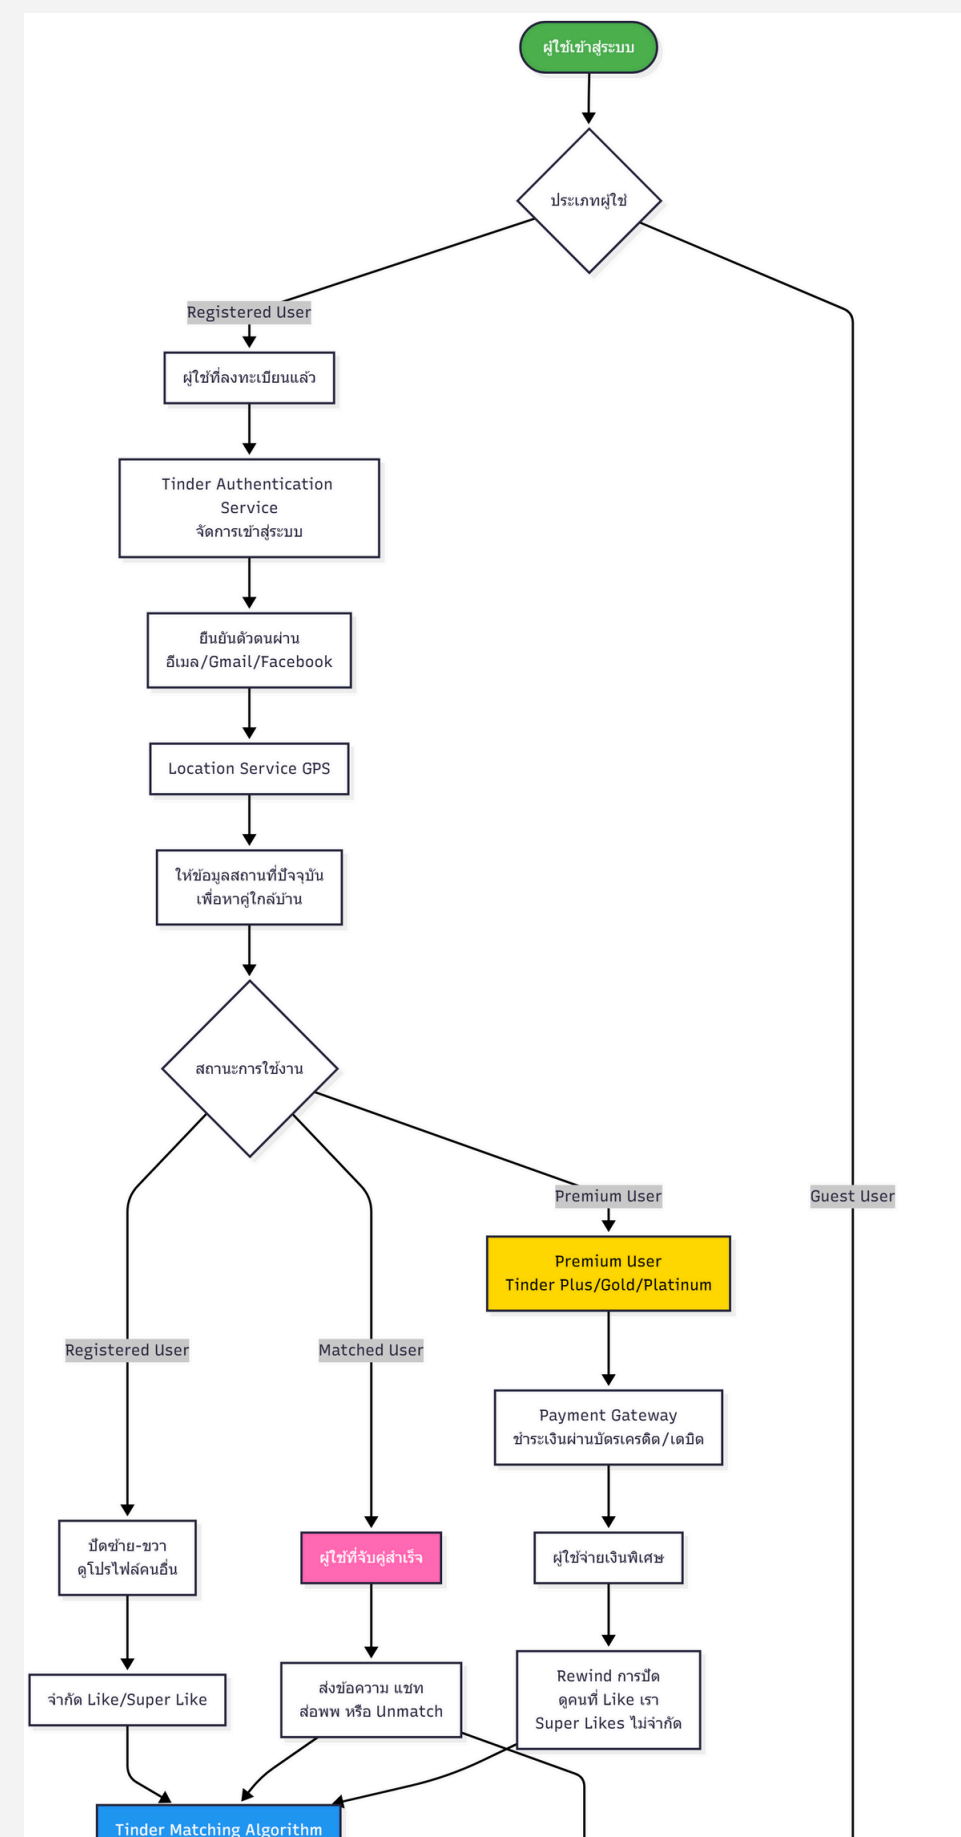 ผู้ใช้เข้าสู่ระบบ
ประเภทผู้ใช้
Registered User
ผู้ใช้ที่ลงทะเบียนแล้ว
Tinder Authentication
Service
จัดการเข้าสู่ระบบ
ยืนยันตัวตนผ่าน
อีเมล/Gmail/Facebook
Location Service GPS
ให้ข้อมูลสถานที่ปัจจุบัน
เพื่อหาคู่ใกล้บ้าน
สถานะการใช้งาน
Premium User
Guest User
Premium User
Tinder Plus/Gold/Platinum
Registered User
Matched User
Payment Gateway
ชำระเงินผ่านบัตรเครดิต/เดบิต
ปัดซ้าย-ขวา
ดูโปรไฟล์คนอื่น
ผู้ใช้ที่จับคู่สำเร็จ
ผู้ใช้จ่ายเงินพิเศษ
จำกัด Like/Super Like
ส่งข้อความ แชท
ส่อพพ หรือ Unmatch
Rewind การปัด
ดูคนที่ Like เรา
Super Likes ไม่จำกัด
Tinder Matching Algorithm